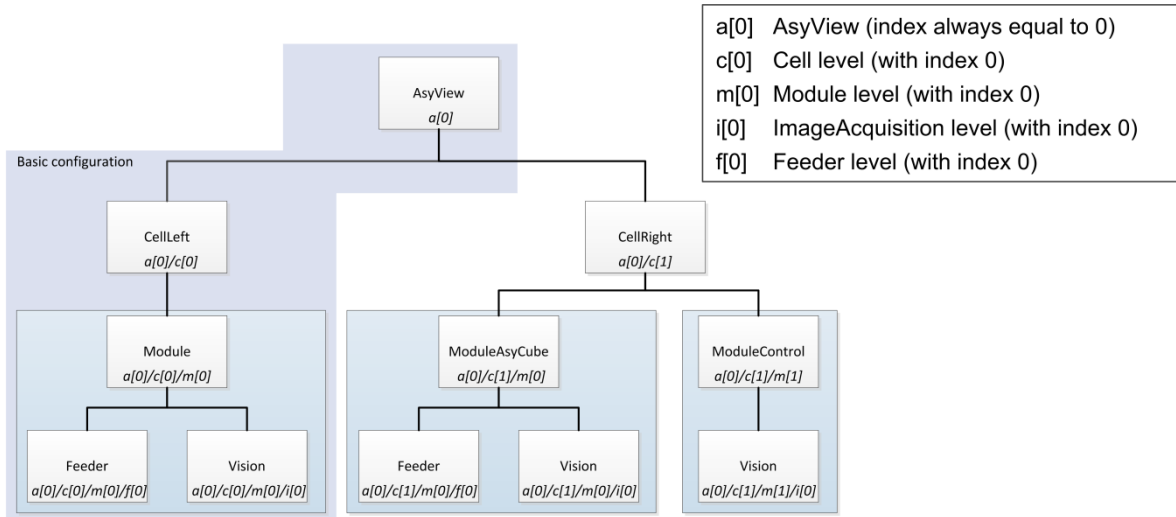 a[0] AsyView (index always equal to 0)
c[0] Cell level (with index 0)
m[0] Module level (with index 0)
i[0] ImageAcquisition level (with index 0)
f[0] Feeder level (with index 0)
AsyView
a[0]
Basic configuration
CellLeft
a[0]/c[0]
CellRight
a[0]/c[1]
Module
a[0]/c[0]/m[0]
ModuleAsyCube
a[0]/c[1]/m[0]
ModuleControl
a[0]/c[1]/m[1]
Feeder
a[0]/c[0]/m[0]/f[0]
Vision
a[0]/c[0]/m[0]/i[0]
Feeder
a[0]/c[1]/m[0]/f[0]
Vision
a[0]/c[1]/m[0]/i[0]
Vision
a[0]/c[1]/m[1]/i[0]